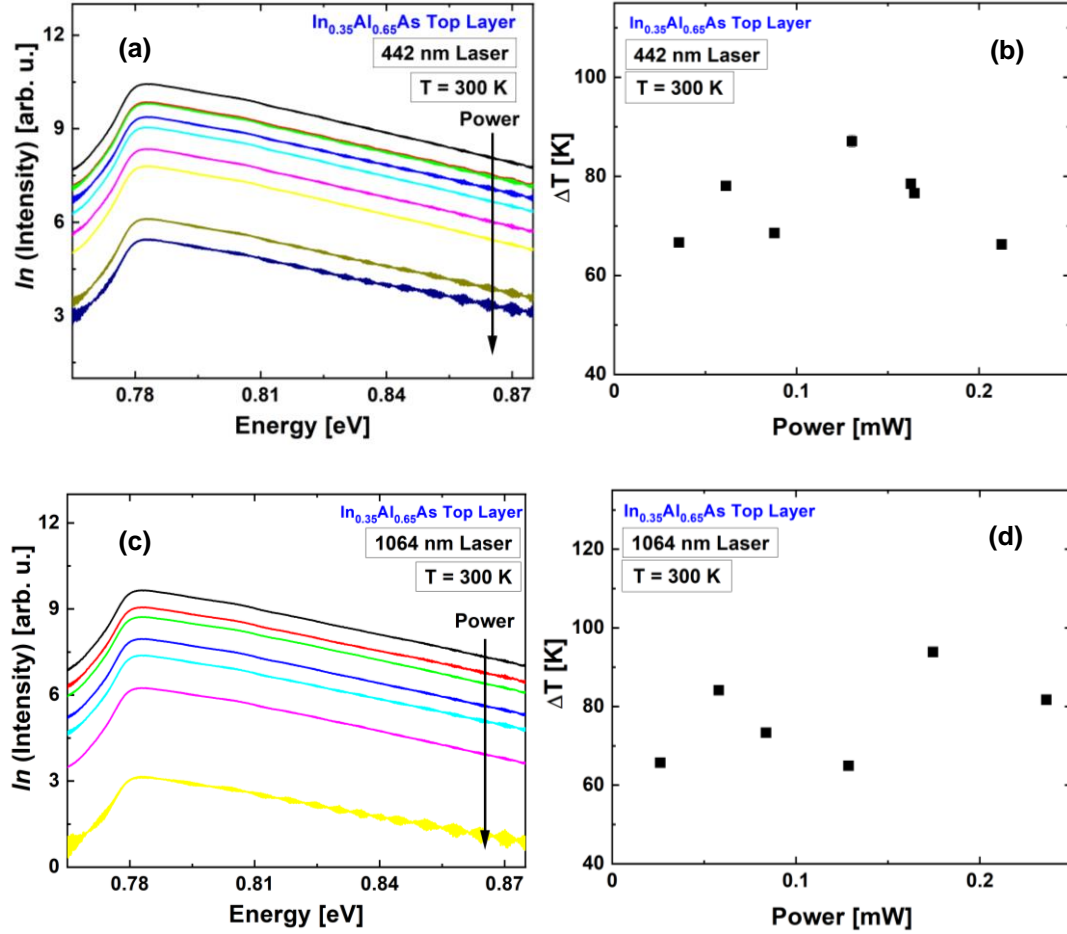 In₀.₃₅Al₀.₆₅As Top Layer
(a)
442 nm Laser
T = 300 K
Power
12
9
6
3
ln (Intensity) [arb. u.]
0.78 0.81 0.84 0.87
Energy [eV]
In₀.₃₅Al₀.₆₅As Top Layer
(b)
442 nm Laser
T = 300 K
100
80
60
40
ΔT [K]
0 0.1 0.2
Power [mW]
In₀.₃₅Al₀.₆₅As Top Layer
(c)
1064 nm Laser
T = 300 K
Power
12
9
6
3
0
ln (Intensity) [arb. u.]
0.78 0.81 0.84 0.87
Energy [eV]
In₀.₃₅Al₀.₆₅As Top Layer
(d)
1064 nm Laser
T = 300 K
120
100
80
60
40
ΔT [K]
0 0.1 0.2
Power [mW]